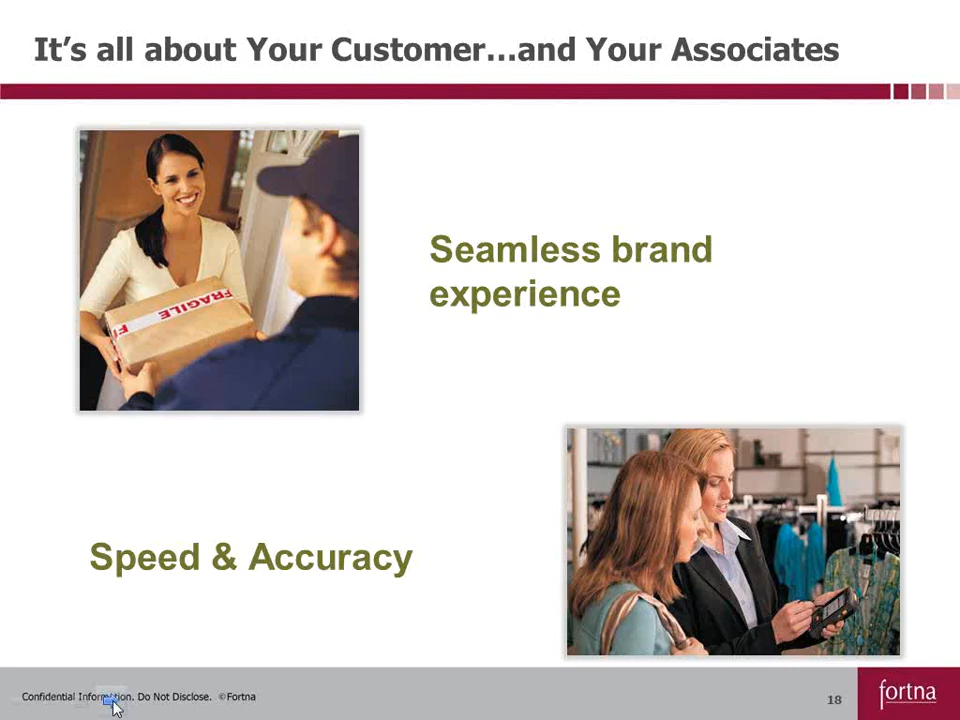 It’s all about Your Customer…and Your Associates
FRAGILE
Seamless brand
experience
Speed & Accuracy
Confidential Information. Do Not Disclose. ©Fortna
18
fortna